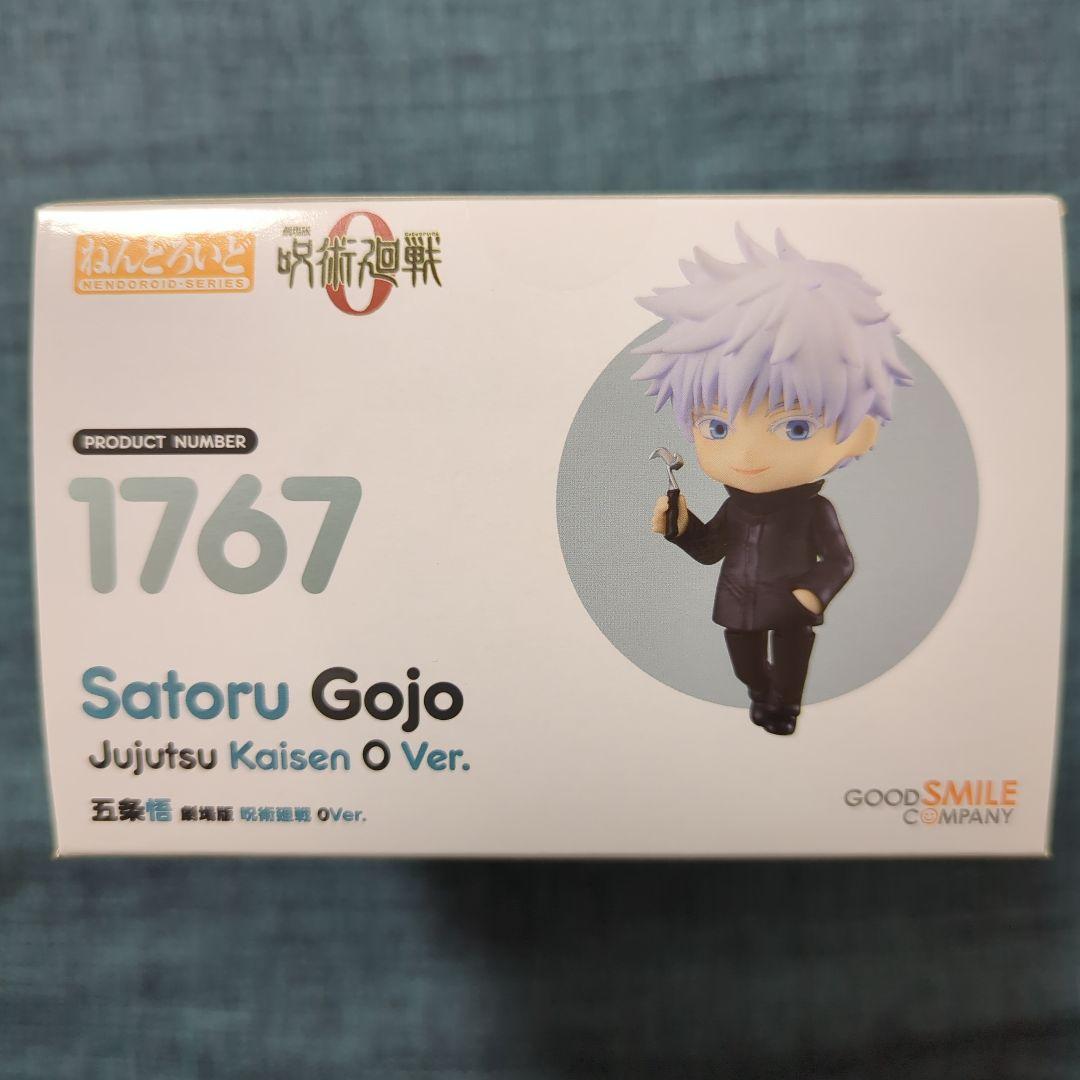 ねんどろいど
NENDOROID·SERIES
劇場版
呪術廻戦
0
PRODUCT NUMBER
1767
Satoru Gojo
Jujutsu Kaisen 0 Ver.
五条悟 劇場版 呪術廻戦 0Ver.
GOOD SMILE
COMPANY